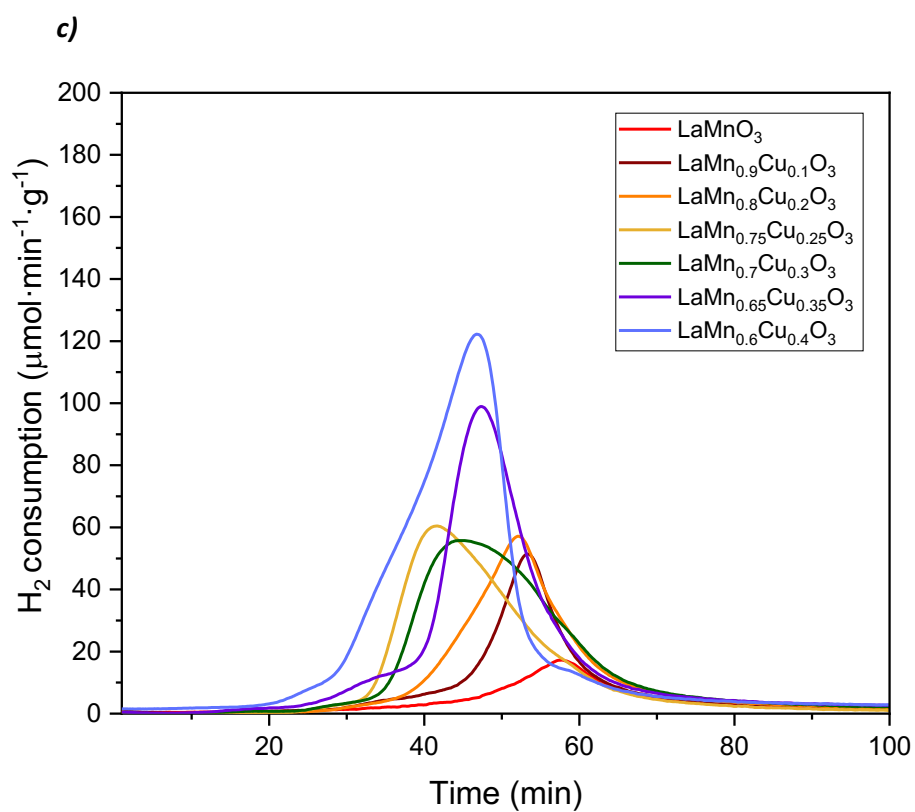 c)
200
180
160
140
120
100
80
60
40
20
0
H₂ consumption (μmol·min⁻¹·g⁻¹)
LaMnO₃
LaMn₀.₉Cu₀.₁O₃
LaMn₀.₈Cu₀.₂O₃
LaMn₀.₇₅Cu₀.₂₅O₃
LaMn₀.₇Cu₀.₃O₃
LaMn₀.₆₅Cu₀.₃₅O₃
LaMn₀.₆Cu₀.₄O₃
20 40 60 80 100
Time (min)